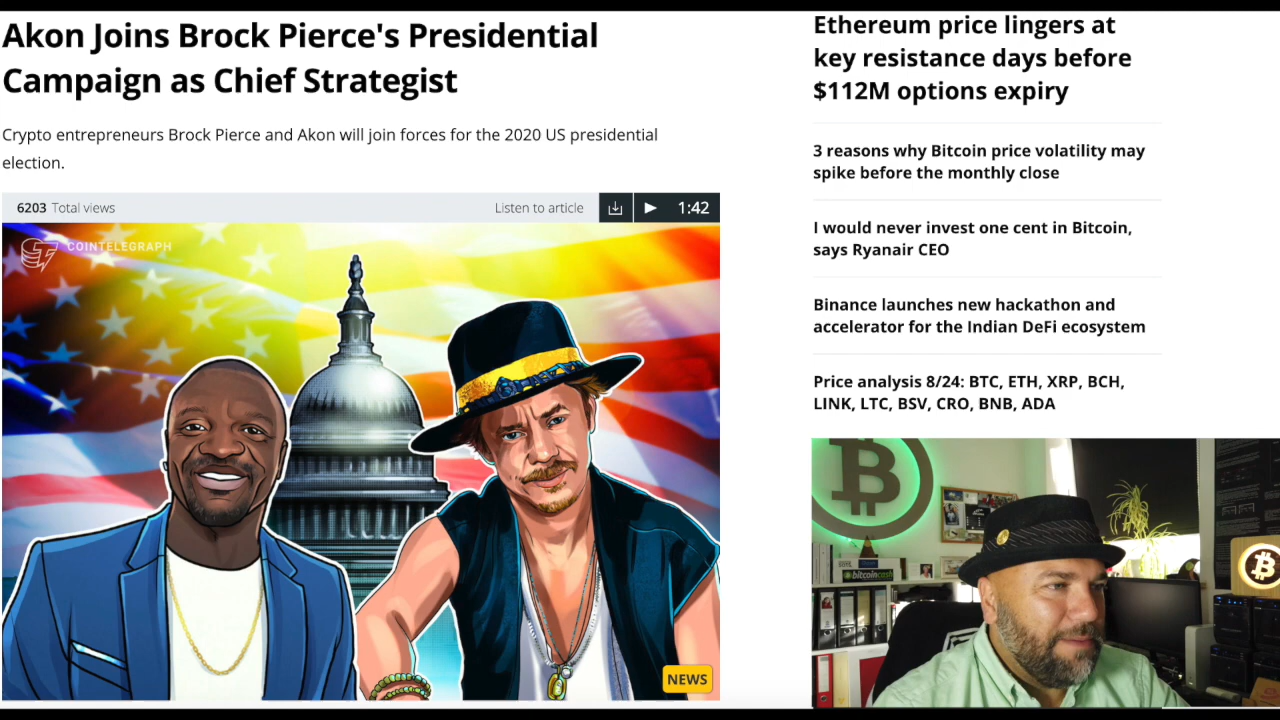 Akon Joins Brock Pierce's Presidential
Campaign as Chief Strategist
Crypto entrepreneurs Brock Pierce and Akon will join forces for the 2020 US presidential
election.
6203 Total views
Listen to article
1:42
COINTELEGRAPH
NEWS
Ethereum price lingers at
key resistance days before
$112M options expiry
3 reasons why Bitcoin price volatility may
spike before the monthly close
I would never invest one cent in Bitcoin,
says Ryanair CEO
Binance launches new hackathon and
accelerator for the Indian DeFi ecosystem
Price analysis 8/24: BTC, ETH, XRP, BCH,
LINK, LTC, BSV, CRO, BNB, ADA
bitcoincash